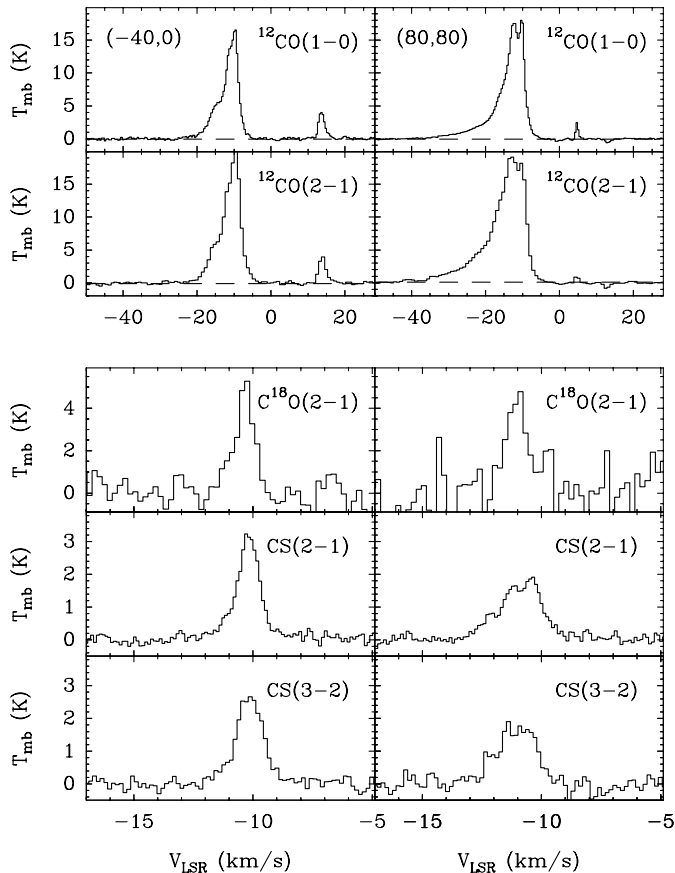 (−40,0) ¹²CO(1−0) (80,80) ¹²CO(1−0)
T_mb (K) 15 10 5 0
¹²CO(2−1) ¹²CO(2−1)
T_mb (K) 15 10 5 0
−40 −20 0 20 −40 −20 0 20
C¹⁸O(2−1) C¹⁸O(2−1)
T_mb (K) 4 2 0
CS(2−1) CS(2−1)
T_mb (K) 3 2 1 0
CS(3−2) CS(3−2)
T_mb (K) 3 2 1 0
−15 −10 −5 −15 −10 −5
V_LSR (km/s) V_LSR (km/s)